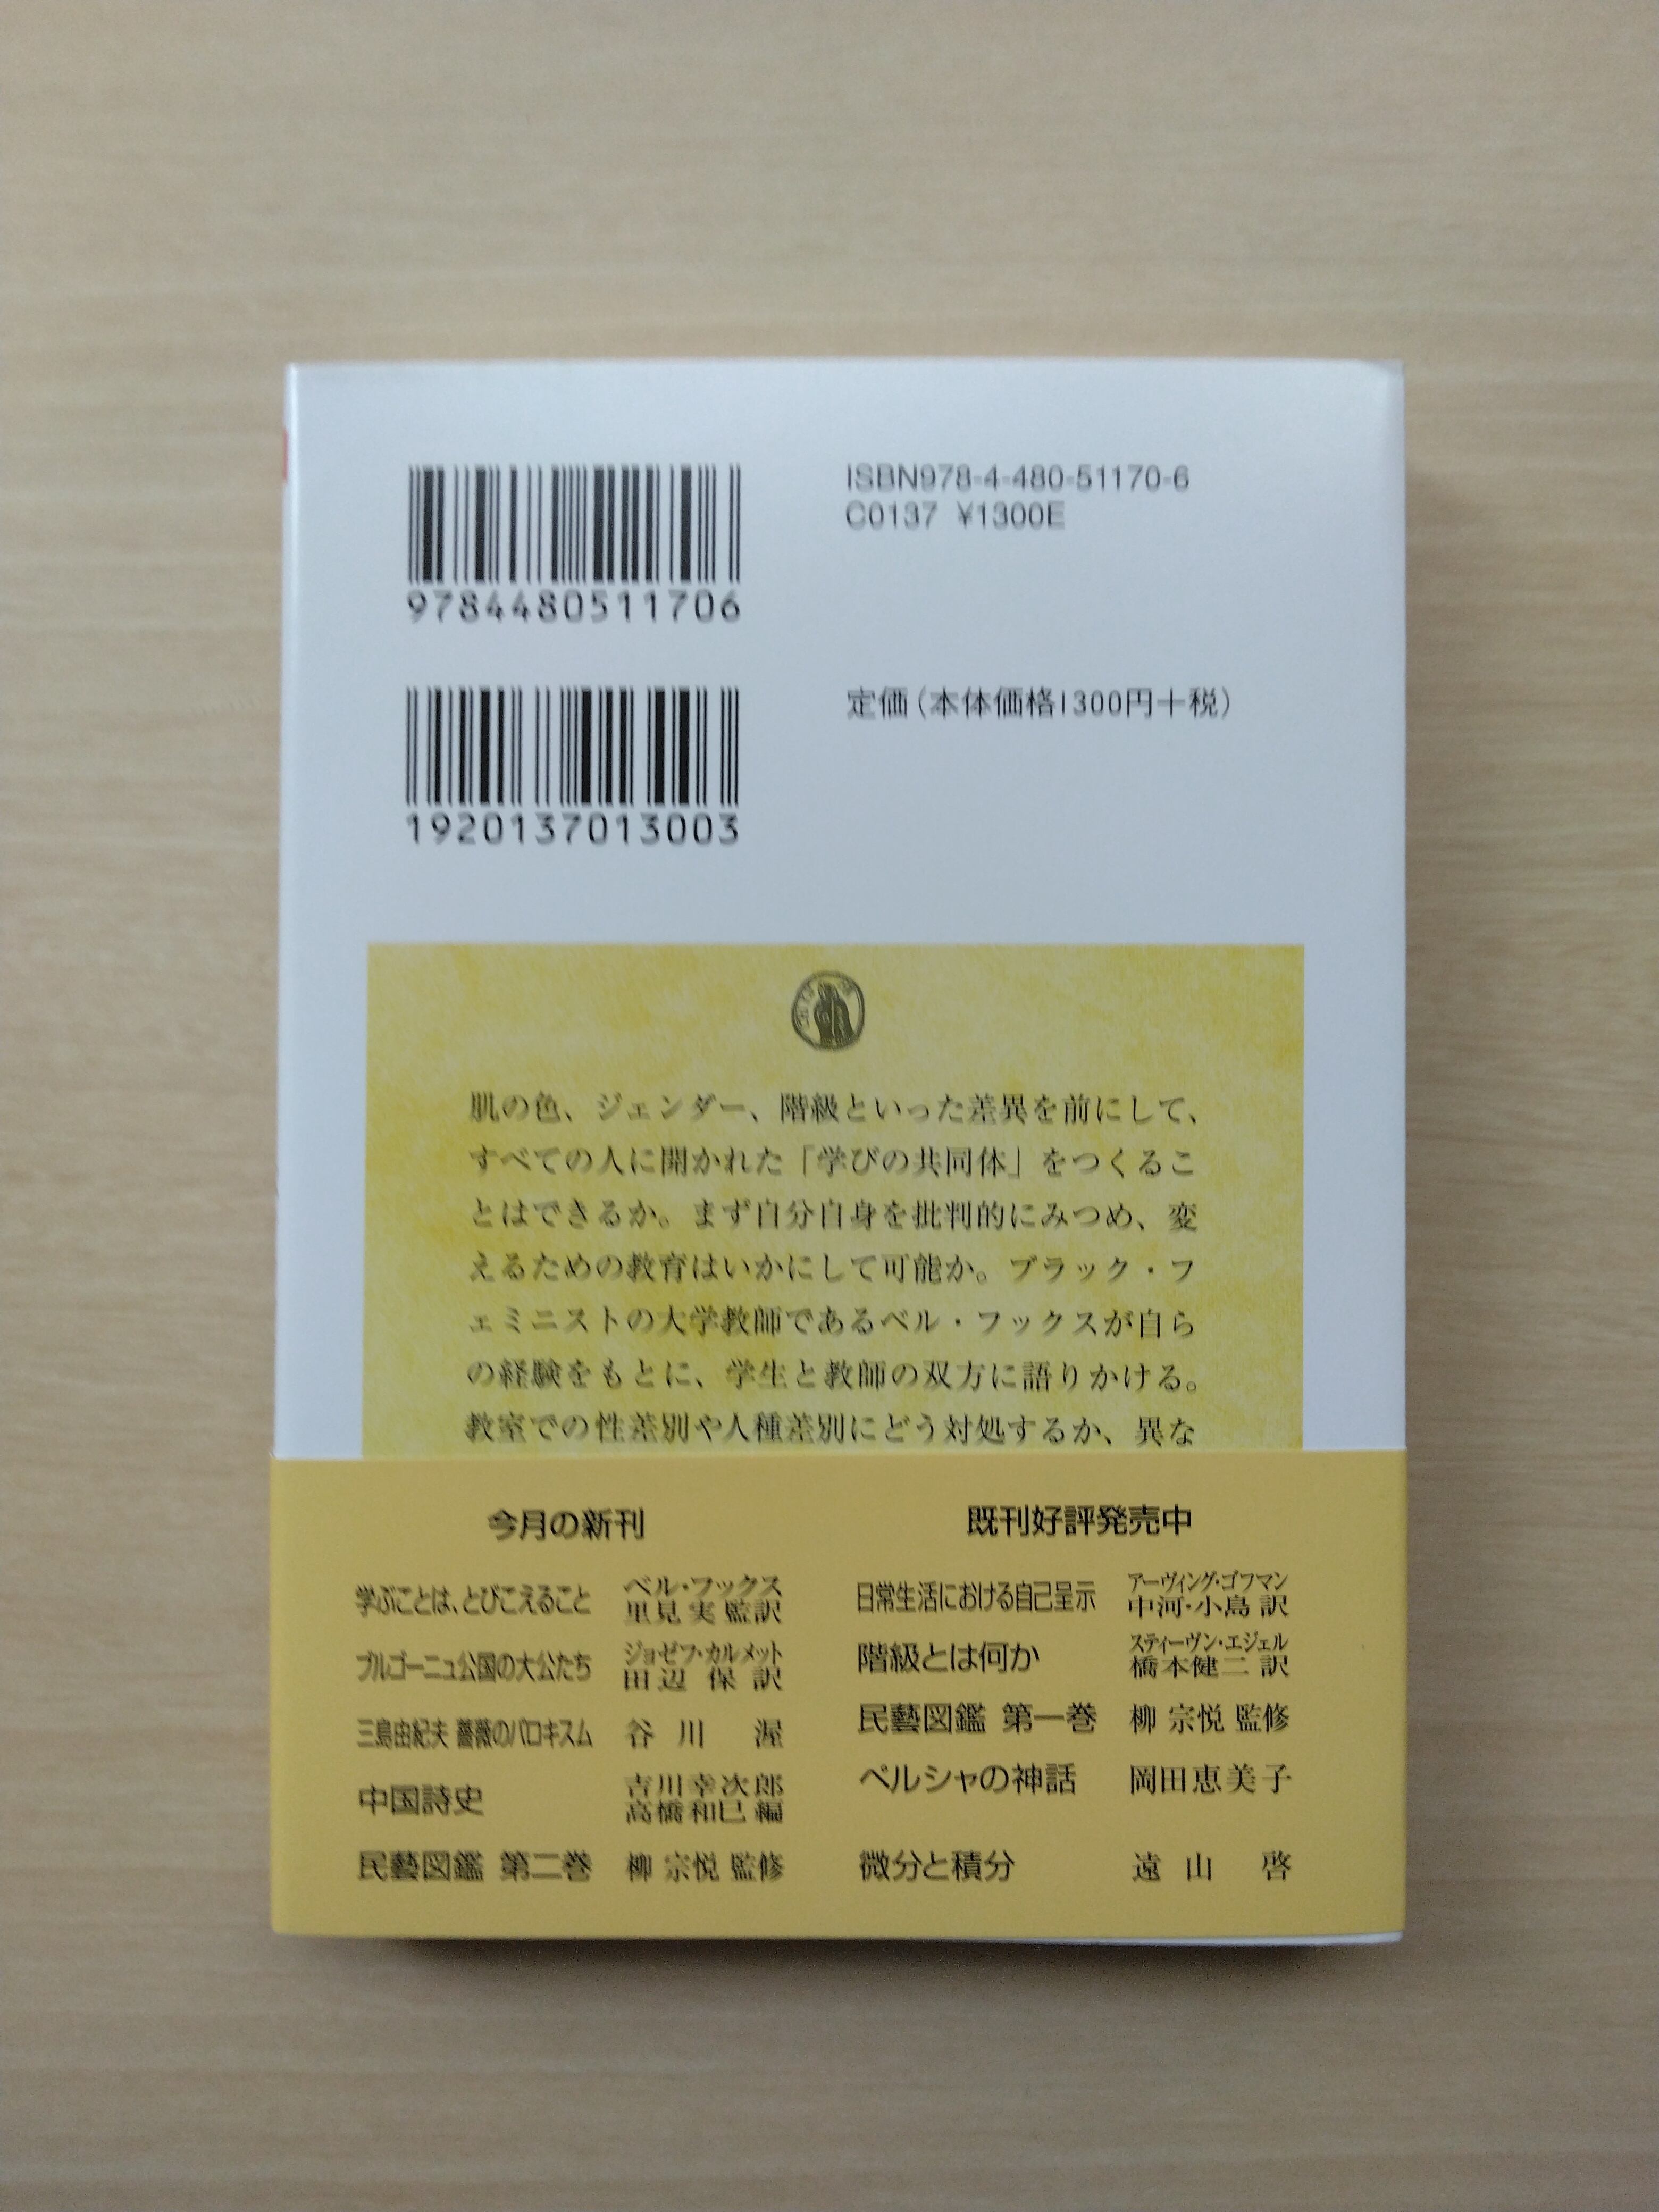 ISBN978-4-480-51170-6
C0137 ¥1300E
9784480511706
定価(本体価格1300円+税)
1920137013003
肌の色、ジェンダー、階級といった差異を前にして、
すべての人に開かれた「学びの共同体」をつくるこ
とはできるか。まず自分自身を批判的にみつめ、変
えるための教育はいかにして可能か。ブラック・フ
ェミニストの大学教師であるベル・フックスが自ら
の経験をもとに、学生と教師の双方に語りかける。
教室での性差別や人種差別にどう対処するか、異な
今月の新刊
学ぶことは、とびこえること ベル・フックス
里見 実 監訳
ブルゴーニュ公国の大公たち ジョゼフ・カルメット
田辺 保 訳
三島由紀夫 薔薇のバロキスム 谷川 渥
中国詩史 吉川幸次郎
高橋和巳 編
民藝図鑑 第二巻 柳 宗悦 監修
既刊好評発売中
日常生活における自己呈示 アーヴィング・ゴフマン
中河・小島 訳
階級とは何か スティーヴン・エジェル
橋本健二 訳
民藝図鑑 第一巻 柳 宗悦 監修
ペルシャの神話 岡田恵美子
微分と積分 遠山 啓